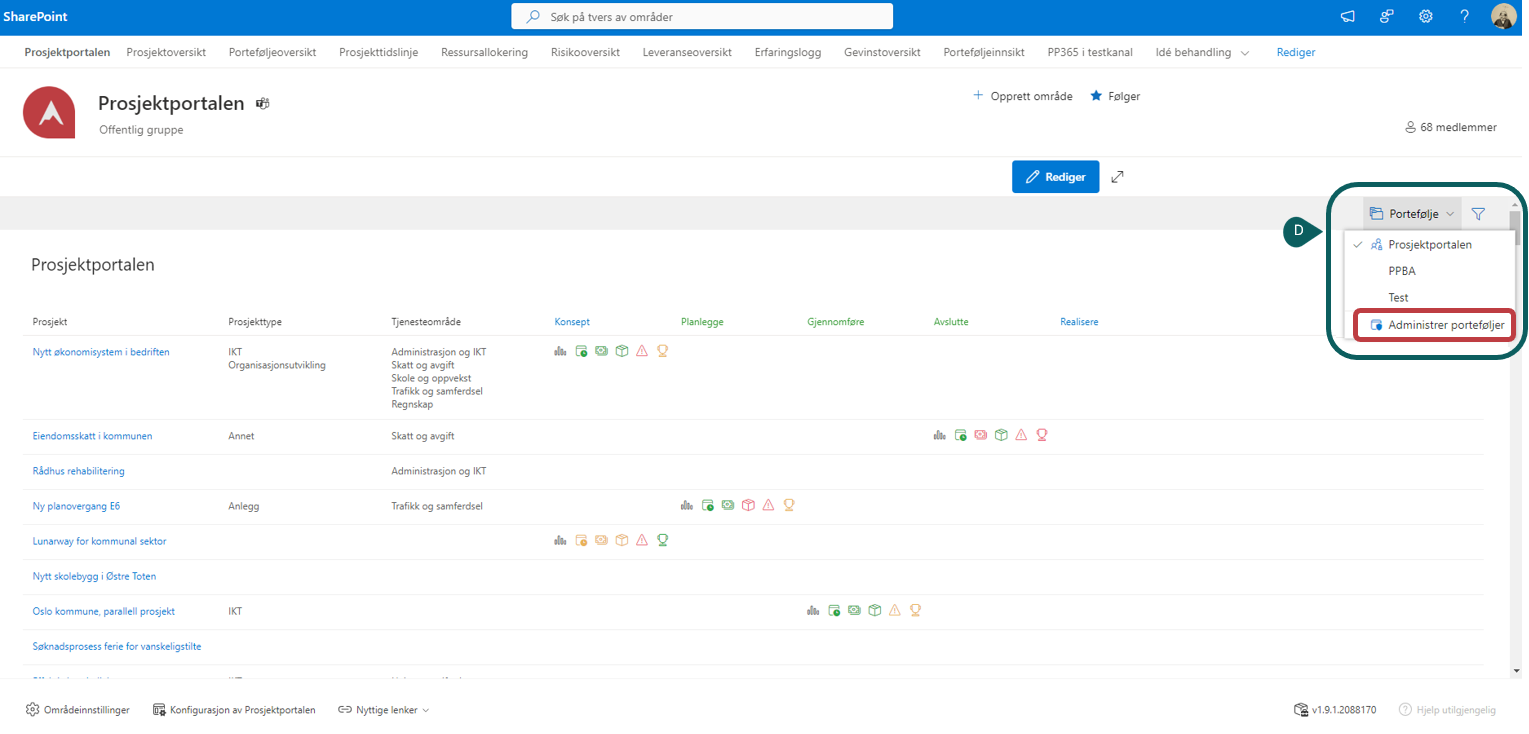 SharePoint
Søk på tvers av områder
Prosjektportalen Prosjektoversikt Porteføljeoversikt Prosjekttidslinje Ressursallokering Risikooversikt Leveranseoversikt Erfaringslogg Gevinstoversikt Porteføljeinnsikt PP365 i testkanal Idé behandling Rediger
Prosjektportalen
Offentlig gruppe
Opprett område
Følger
68 medlemmer
Rediger
D
Portefølje
Prosjektportalen
PPBA
Test
Administrer porteføljer
Prosjektportalen
Prosjekt Prosjekttype Tjenesteområde Konsept Planlegge Gjennomføre Avslutte Realisere
Nytt økonomisystem i bedriften IKT Administrasjon og IKT
Organisasjonsutvikling Skatt og avgift
Skole og oppvekst
Trafikk og samferdsel
Regnskap
Eiendomsskatt i kommunen Annet Skatt og avgift
Rådhus rehabilitering Administrasjon og IKT
Ny planovergang E6 Anlegg Trafikk og samferdsel
Lunarway for kommunal sektor
Nytt skolebygg i Østre Toten
Oslo kommune, parallell prosjekt IKT
Søknadsprosess ferie for vanskeligstilte
Områdeinnstillinger Konfigurasjon av Prosjektportalen Nyttige lenker v1.9.1.2088170 Hjelp utilgjengelig